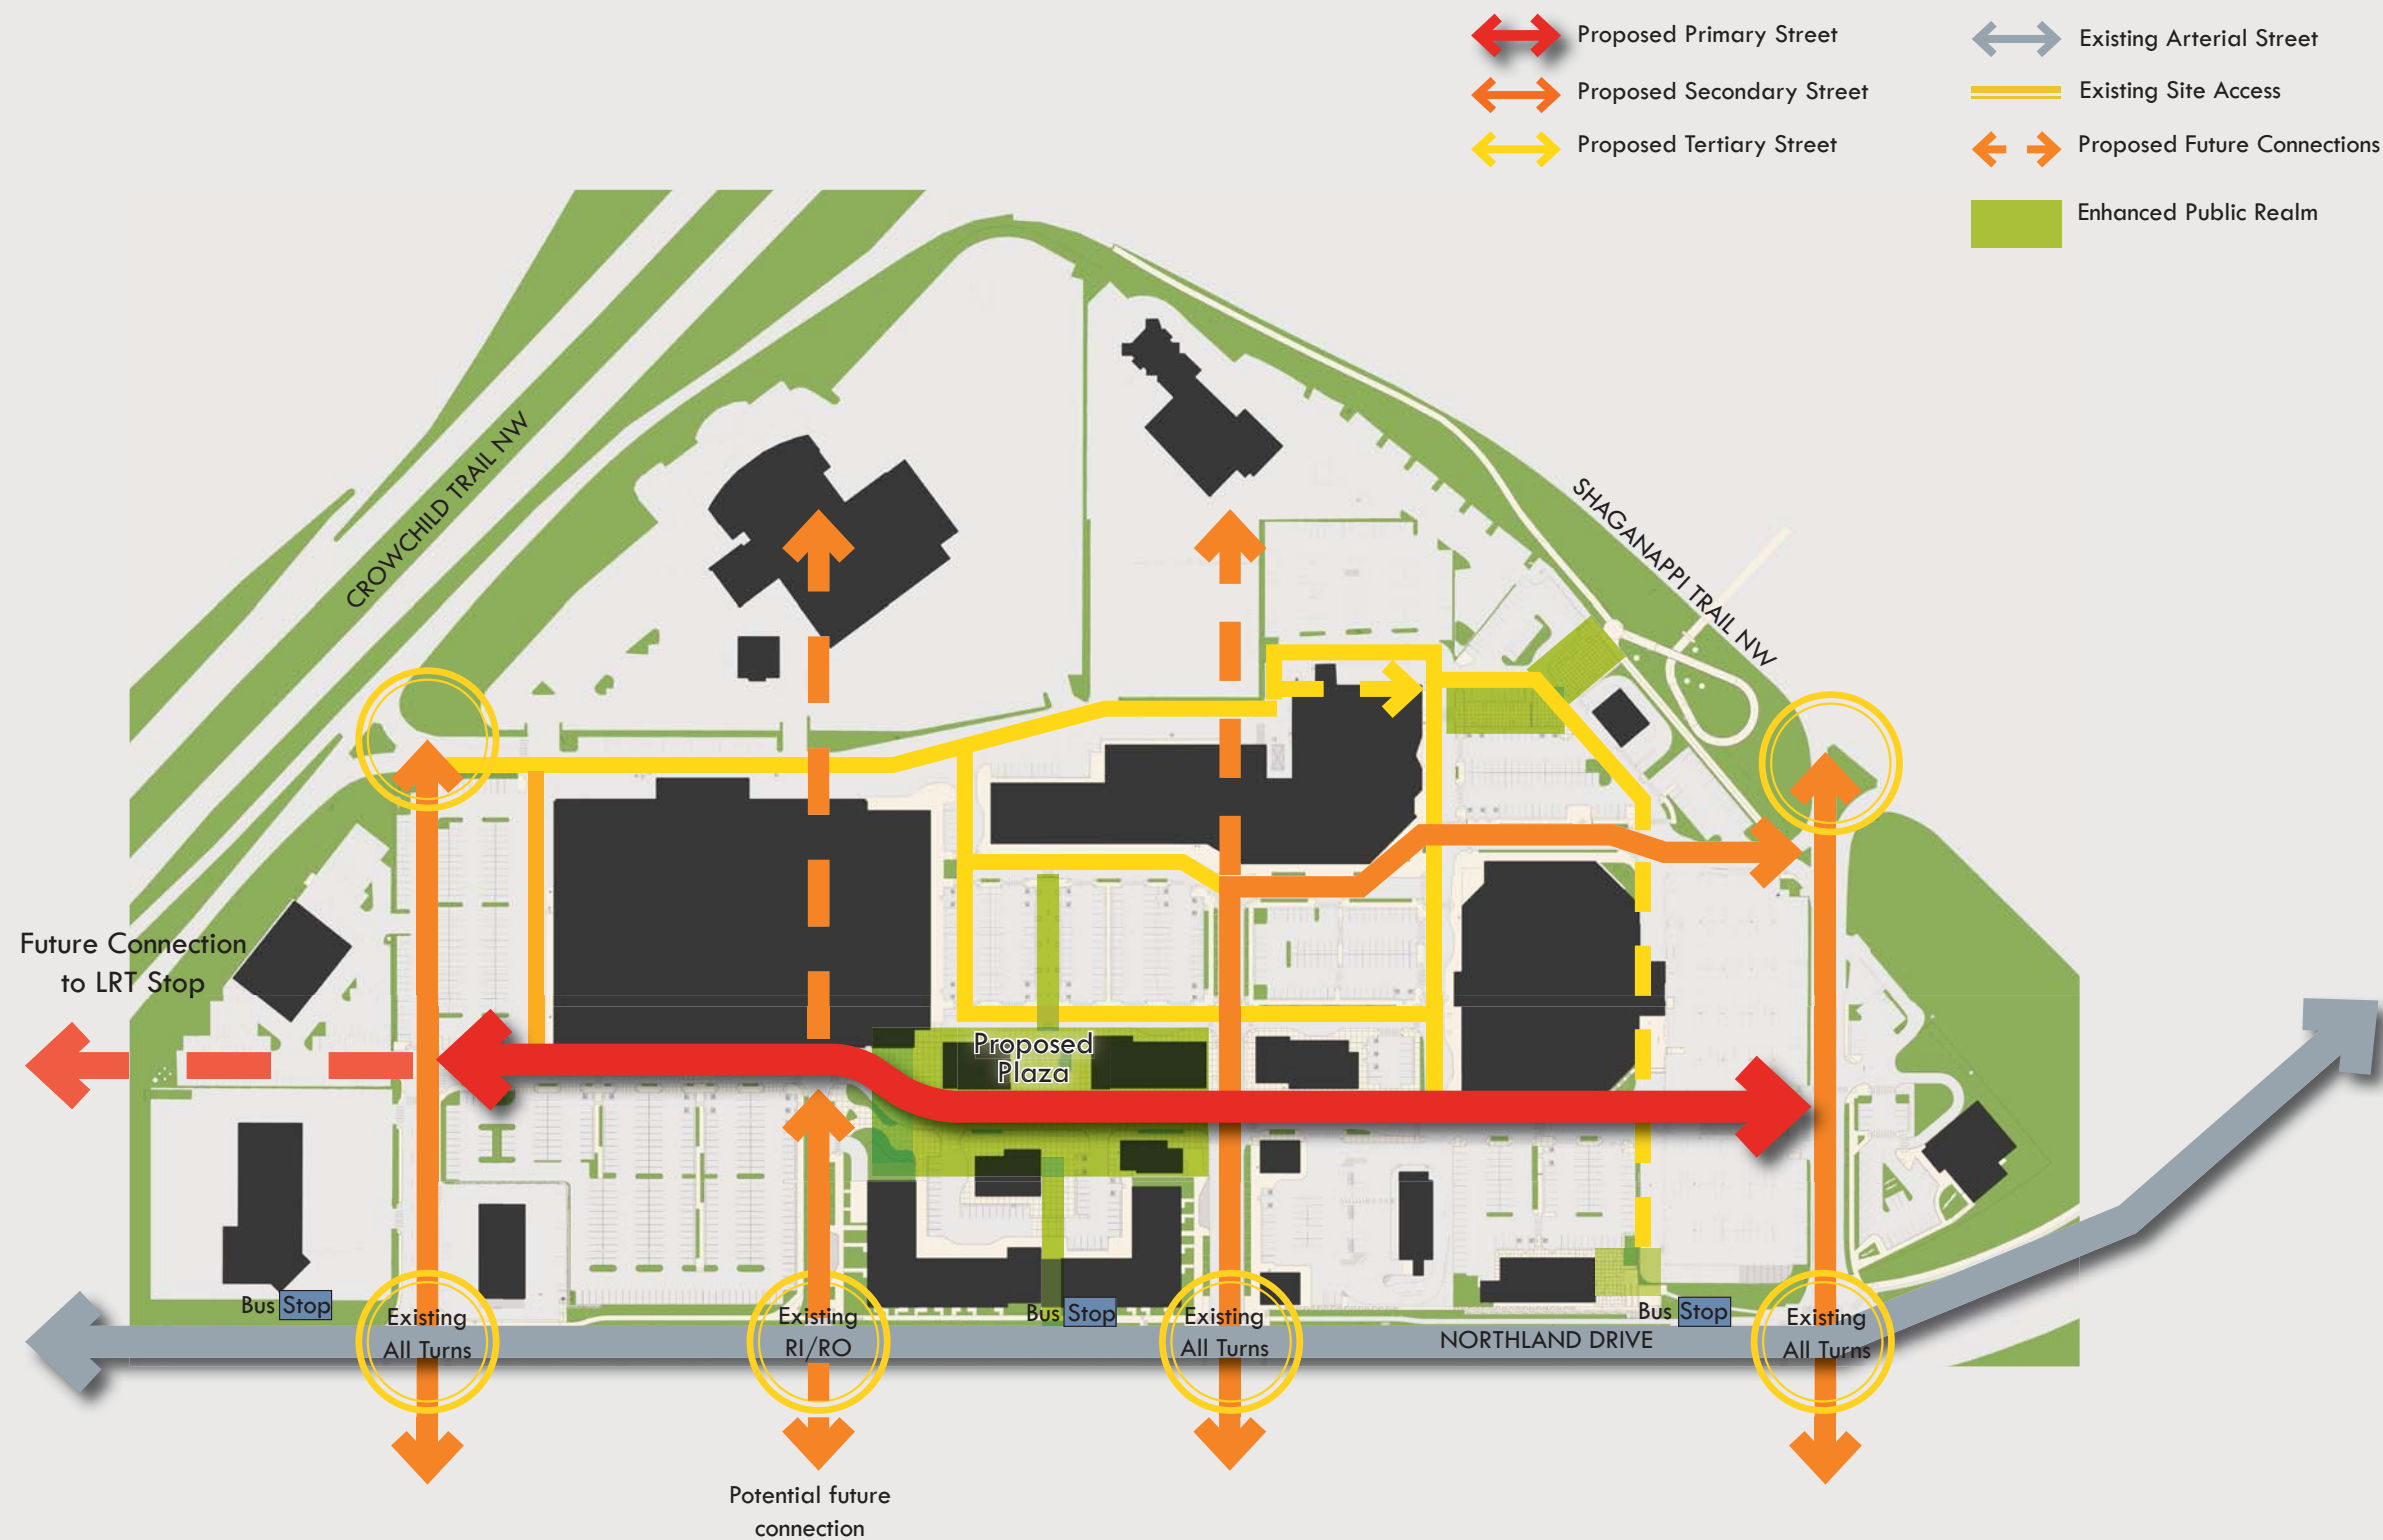 Proposed Primary Street
Existing Arterial Street
Proposed Secondary Street
Existing Site Access
Proposed Tertiary Street
Proposed Future Connections
Enhanced Public Realm
CROWCHILD TRAIL NW
SHAGANAPPI TRAIL NW
Future Connection
to LRT Stop
Proposed
Plaza
Bus Stop
Existing
All Turns
Existing
RI/RO
Bus Stop
Existing
All Turns
NORTHLAND DRIVE
Bus Stop
Existing
All Turns
Potential future
connection